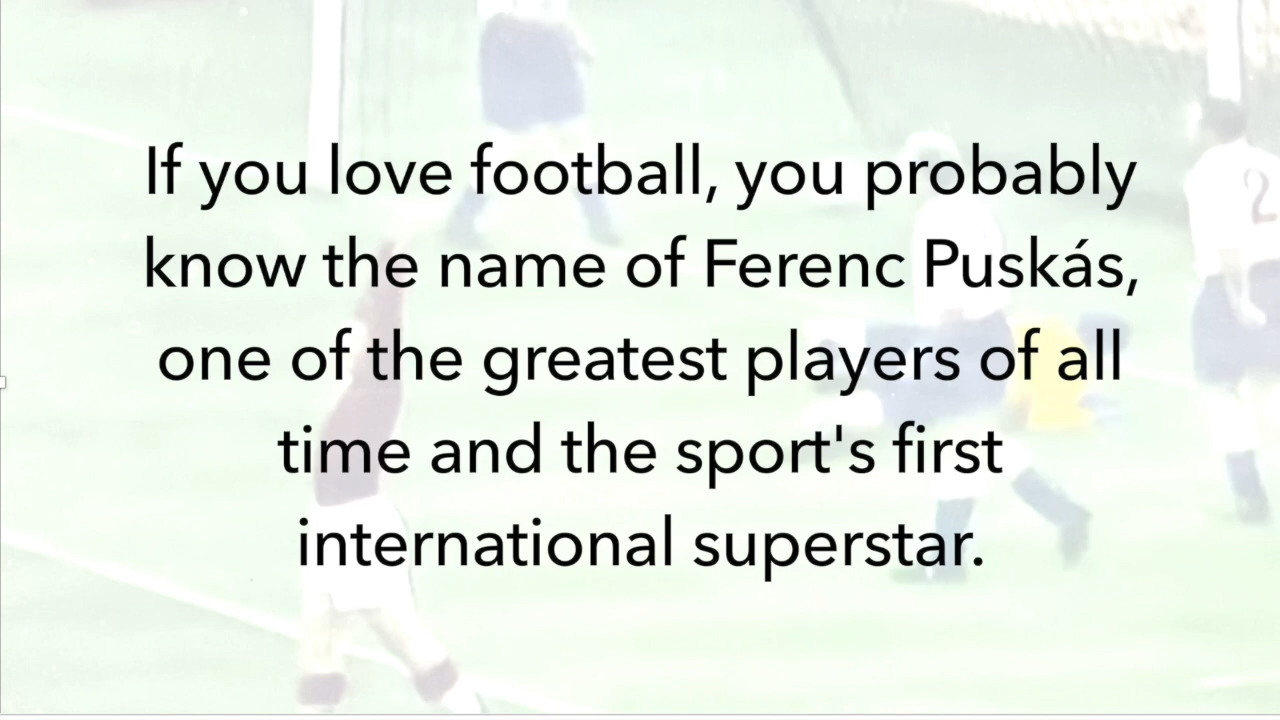 If you love football, you probably
know the name of Ferenc Puskás,
one of the greatest players of all
time and the sport's first
international superstar.
2